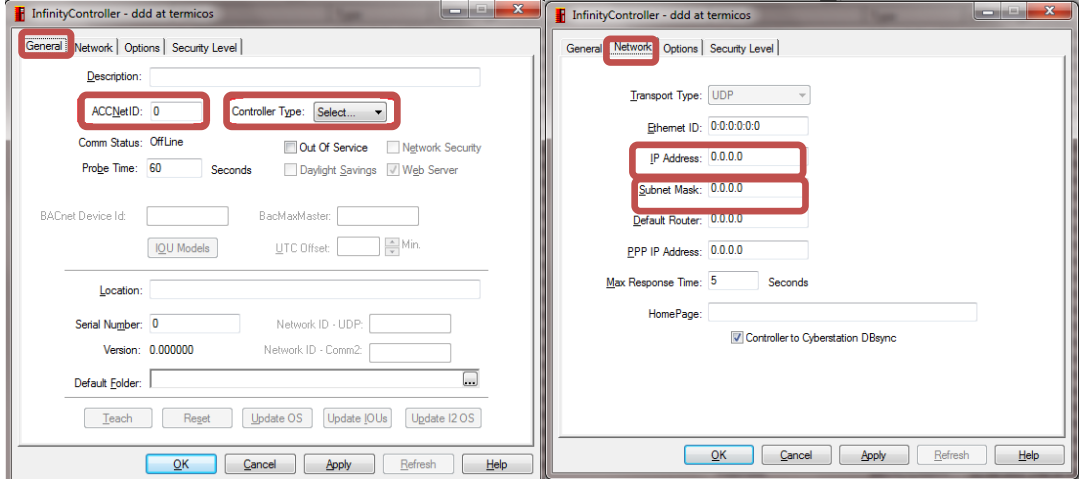 InfinityController - ddd at termicos
General Network Options Security Level
Description:
ACCNetID: 0 Controller Type: Select...
Comm Status: OffLine Out Of Service Network Security
Probe Time: 60 Seconds Daylight Savings Web Server
BACnet Device Id: BacMaxMaster:
IOU Models UTC Offset: Min.
Location:
Serial Number: 0 Network ID - UDP:
Version: 0.000000 Network ID - Comm2:
Default Folder: ...
Teach Reset Update OS Update IOUs Update I2 OS
OK Cancel Apply Refresh Help
InfinityController - ddd at termicos
General Network Options Security Level
Transport Type: UDP
Ethernet ID: 0:0:0:0:0:0
IP Address: 0.0.0.0
Subnet Mask: 0.0.0.0
Default Router: 0.0.0.0
PPP IP Address: 0.0.0.0
Max Response Time: 5 Seconds
HomePage:
Controller to Cyberstation DBsync
OK Cancel Apply Refresh Help